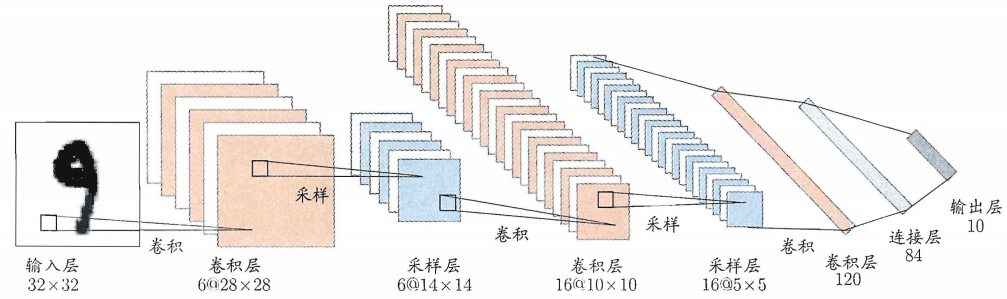 采样
卷积
卷积
采样
卷积
输入层
32×32
卷积层
6@28×28
采样层
6@14×14
卷积层
16@10×10
采样层
16@5×5
卷积层
120
连接层
84
输出层
10